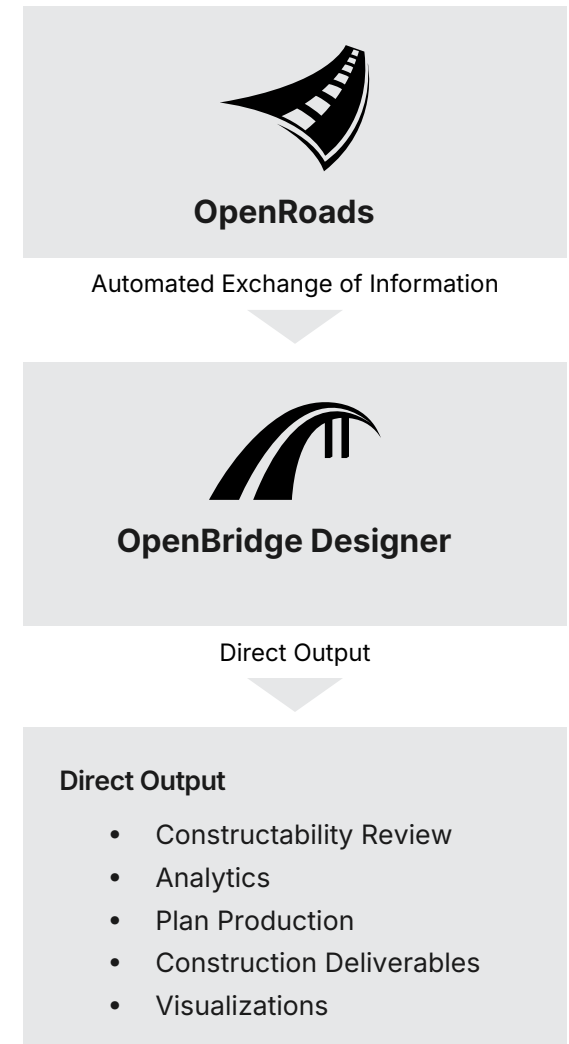 OpenRoads
Automated Exchange of Information
OpenBridge Designer
Direct Output
Direct Output
• Constructability Review
• Analytics
• Plan Production
• Construction Deliverables
• Visualizations